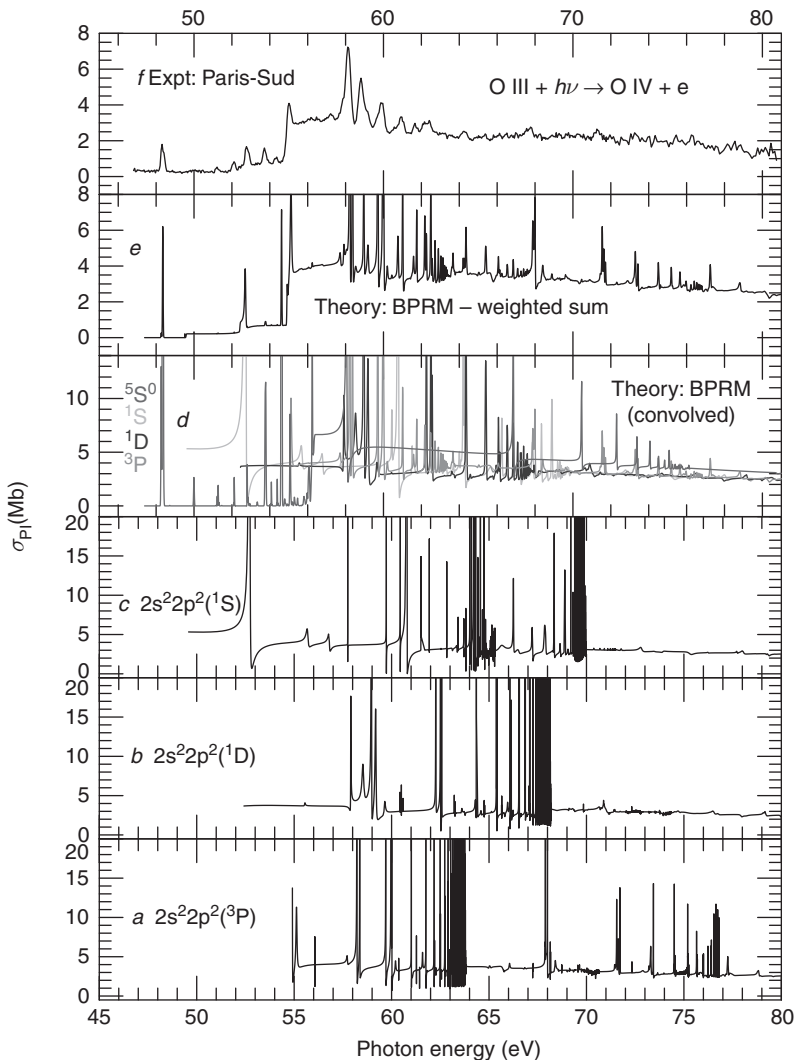 50 60 70 80
8
6
4
2
0
f Expt: Paris-Sud
O III + hν → O IV + e
8
6
4
2
0
e
Theory: BPRM – weighted sum
10
5
0
⁵S⁰
¹S
¹D
³P
d
Theory: BPRM
(convolved)
σPI(Mb)
20
15
10
5
0
c 2s²2p²(¹S)
20
15
10
5
0
b 2s²2p²(¹D)
20
15
10
5
0
a 2s²2p²(³P)
45 50 55 60 65 70 75 80
Photon energy (eV)